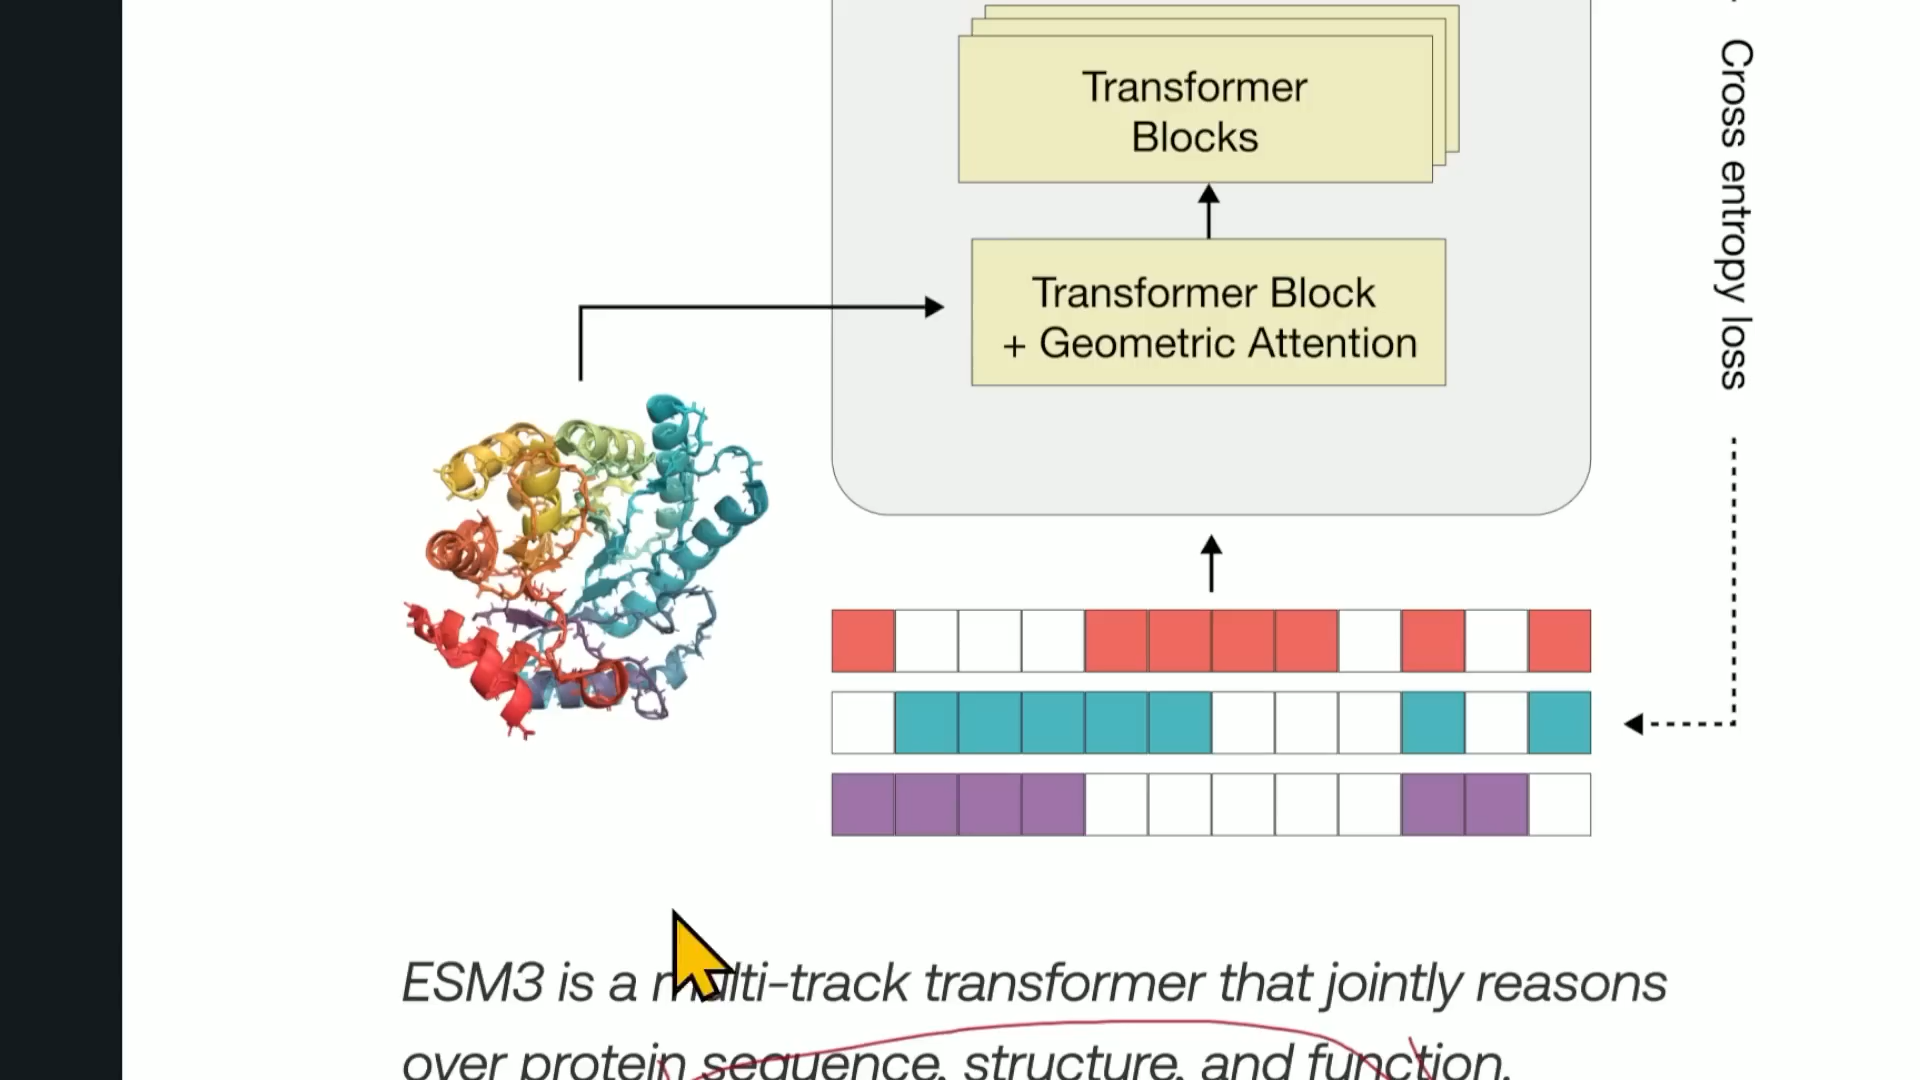 Transformer
Blocks
Transformer Block
+ Geometric Attention
Cross entropy loss
ESM3 is a multi-track transformer that jointly reasons
over protein sequence, structure, and function.